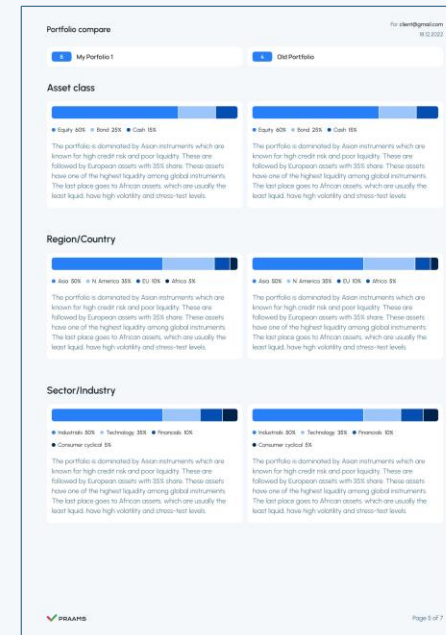 Portfolio compare
For client@gmail.com
18.12.2022
5 My Porfolio 1
4 Old Portfolio
Asset class
Equity 60% Bond 25% Cash 15%
The portfolio is dominated by Asian instruments which are
known for high credit risk and poor liquidity. These are
followed by European assets with 35% share. These assets
have one of the highest liquidity among global instruments.
The last place goes to African assets, which are usually the
least liquid, have high volatility and stress-test levels.
Equity 60% Bond 25% Cash 15%
The portfolio is dominated by Asian instruments which are
known for high credit risk and poor liquidity. These are
followed by European assets with 35% share. These assets
have one of the highest liquidity among global instruments.
The last place goes to African assets, which are usually the
least liquid, have high volatility and stress-test levels.
Region/Country
Asia 50% N. America 35% EU 10% Africa 5%
The portfolio is dominated by Asian instruments which are
known for high credit risk and poor liquidity. These are
followed by European assets with 35% share. These assets
have one of the highest liquidity among global instruments.
The last place goes to African assets, which are usually the
least liquid, have high volatility and stress-test levels.
Asia 50% N. America 35% EU 10% Africa 5%
The portfolio is dominated by Asian instruments which are
known for high credit risk and poor liquidity. These are
followed by European assets with 35% share. These assets
have one of the highest liquidity among global instruments.
The last place goes to African assets, which are usually the
least liquid, have high volatility and stress-test levels.
Sector/Industry
Industrials 50% Technology 35% Financials 10%
Consumer cyclical 5%
The portfolio is dominated by Asian instruments which are
known for high credit risk and poor liquidity. These are
followed by European assets with 35% share. These assets
have one of the highest liquidity among global instruments.
The last place goes to African assets, which are usually the
least liquid, have high volatility and stress-test levels.
Industrials 50% Technology 35% Financials 10%
Consumer cyclical 5%
The portfolio is dominated by Asian instruments which are
known for high credit risk and poor liquidity. These are
followed by European assets with 35% share. These assets
have one of the highest liquidity among global instruments.
The last place goes to African assets, which are usually the
least liquid, have high volatility and stress-test levels.
PRAAMS
Page 5 of 7